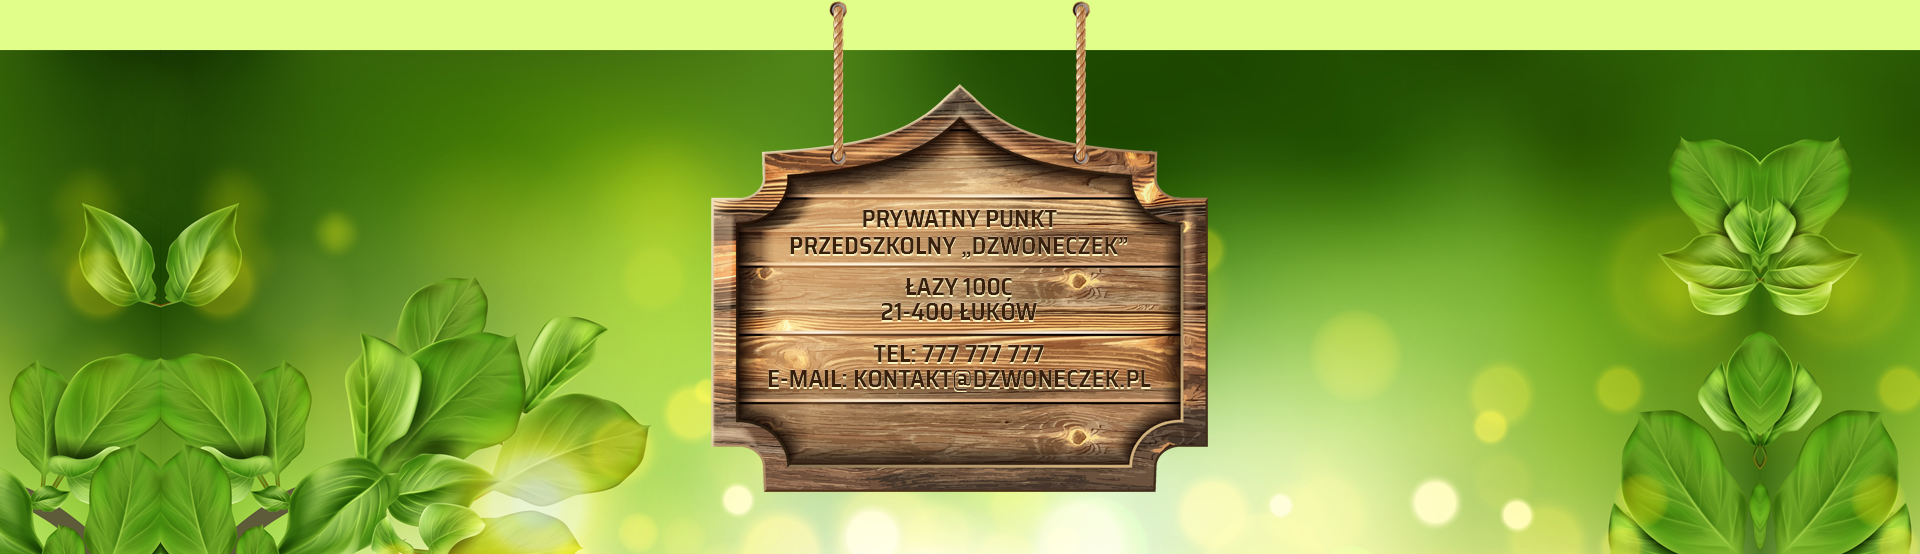 PRYWATNY PUNKT
PRZEDSZKOLNY „DZWONECZEK”
ŁAZY 100C
21-400 ŁUKÓW
TEL: 777 777 777
E-MAIL: KONTAKT@DZWONECZEK.PL